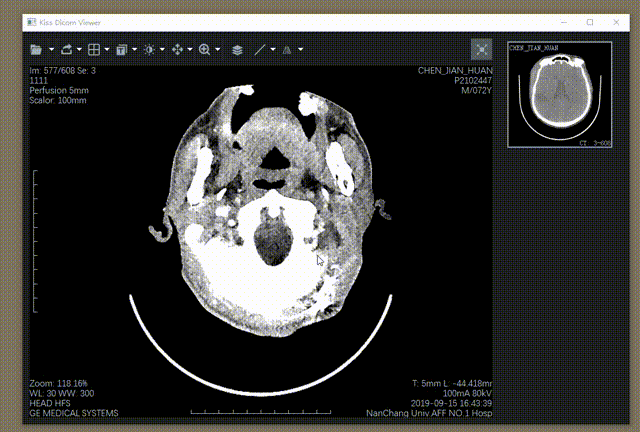 Kiss Dicom Viewer
Im: 577/608 Se: 3
1111
Perfusion 5mm
Scalor: 100mm
CHEN_JIAN_HUAN
P2102447
M/072Y
CHEN_JIAN_HUAN
CT 3-608
Zoom: 118.16%
WL: 30 WW: 300
HEAD HFS
GE MEDICAL SYSTEMS
T: 5mm L: -44.418mr
100mA 80kV
2019-09-15 16:43:39
NanChang Univ AFF NO.1 Hosp